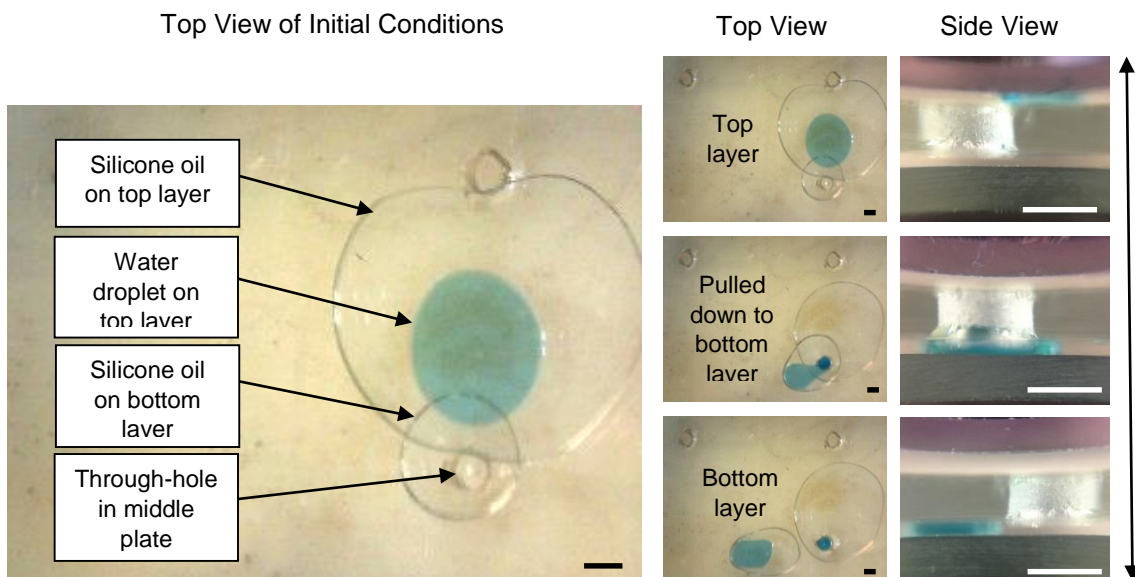 Top View of Initial Conditions
Silicone oil
on top layer
Water
droplet on
top layer
Silicone oil
on bottom
layer
Through-hole
in middle
plate
Top View
Side View
Top
layer
Pulled
down to
bottom
layer
Bottom
layer